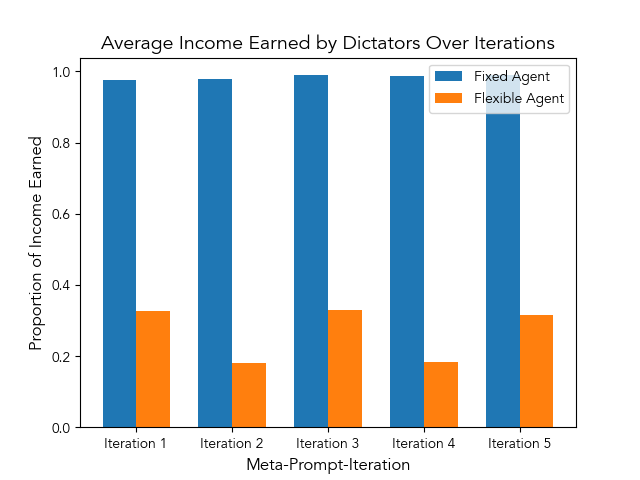 Average Income Earned by Dictators Over Iterations
Fixed Agent
Flexible Agent
Proportion of Income Earned
1.0
0.8
0.6
0.4
0.2
0.0
Iteration 1
Iteration 2
Iteration 3
Iteration 4
Iteration 5
Meta-Prompt-Iteration